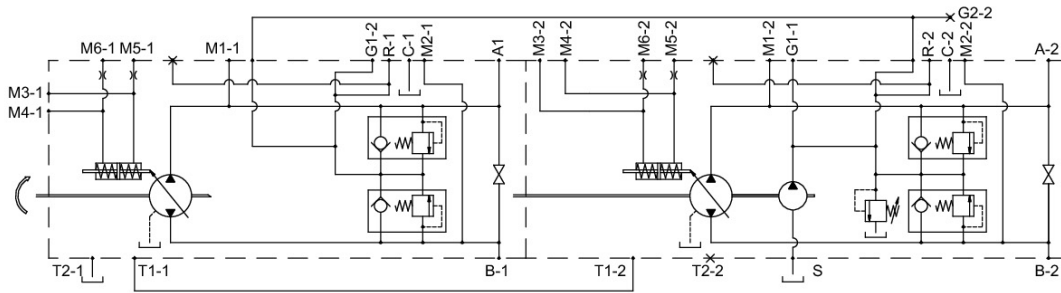 G2-2
M6-1 M5-1 M1-1 G1-2 R-1 C-1 M2-1 A1 M3-2 M4-2 M6-2 M5-2 M1-2 G1-1 R-2 C-2 M2-2 A-2
M3-1
M4-1
T2-1 T1-1 B-1 T1-2 T2-2 S B-2